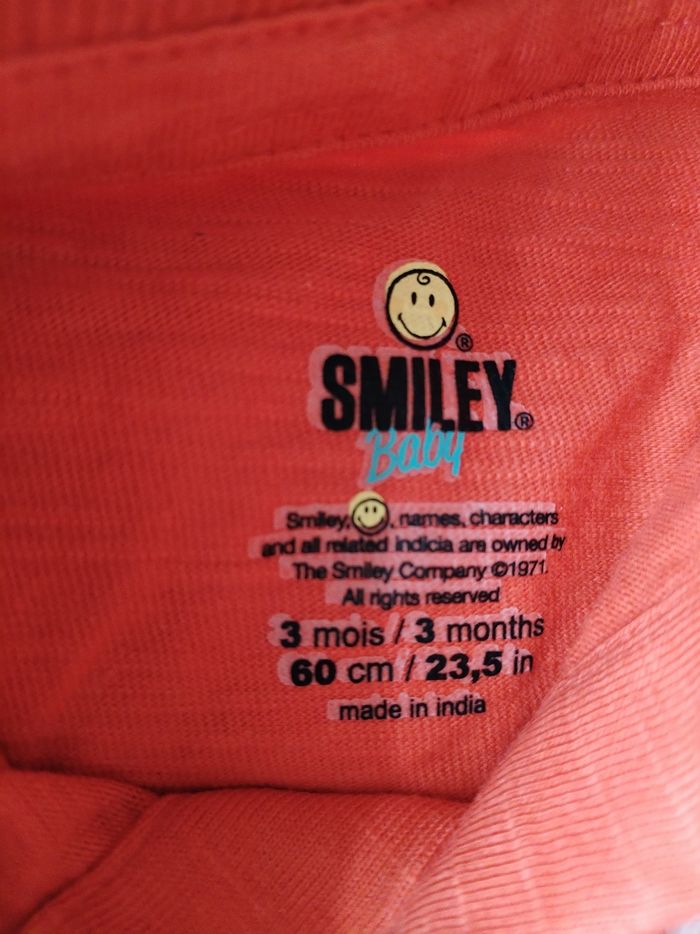 ®
SMILEY®
Baby
Smiley, , names, characters
and all related indicia are owned by
The Smiley Company ©1971.
All rights reserved
3 mois / 3 months
60 cm / 23,5 in
made in india